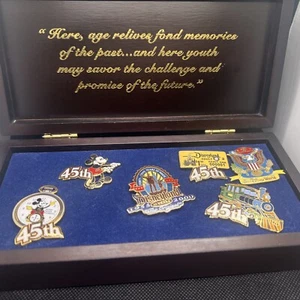 “Here, age relives fond memories
of the past...and here youth
may savor the challenge and
promise of the future.”
45th
45th
Disneyland
45th
45th